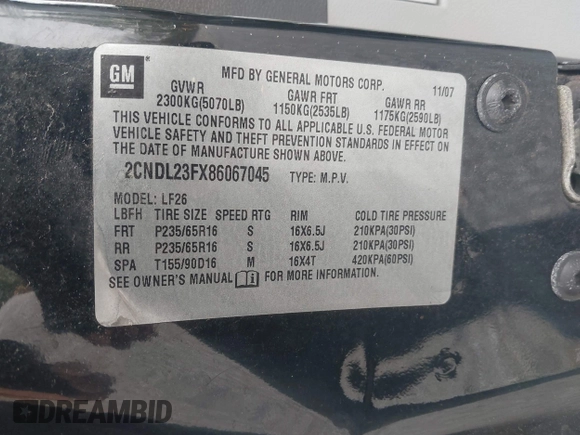 GM
MFD BY GENERAL MOTORS CORP.
11/07
GVWR GAWR FRT GAWR RR
2300KG(5070LB) 1150KG(2535LB) 1175KG(2590LB)
THIS VEHICLE CONFORMS TO ALL APPLICABLE U.S. FEDERAL MOTOR
VEHICLE SAFETY AND THEFT PREVENTION STANDARDS IN EFFECT ON
THE DATE OF MANUFACTURE SHOWN ABOVE.
2CNDL23FX86067045 TYPE: M.P.V.
MODEL: LF26
LBFH TIRE SIZE SPEED RTG RIM COLD TIRE PRESSURE
FRT P235/65R16 S 16X6.5J 210KPA(30PSI)
RR P235/65R16 S 16X6.5J 210KPA(30PSI)
SPA T155/90D16 M 16X4T 420KPA(60PSI)
SEE OWNER'S MANUAL FOR MORE INFORMATION.
DREAMBID